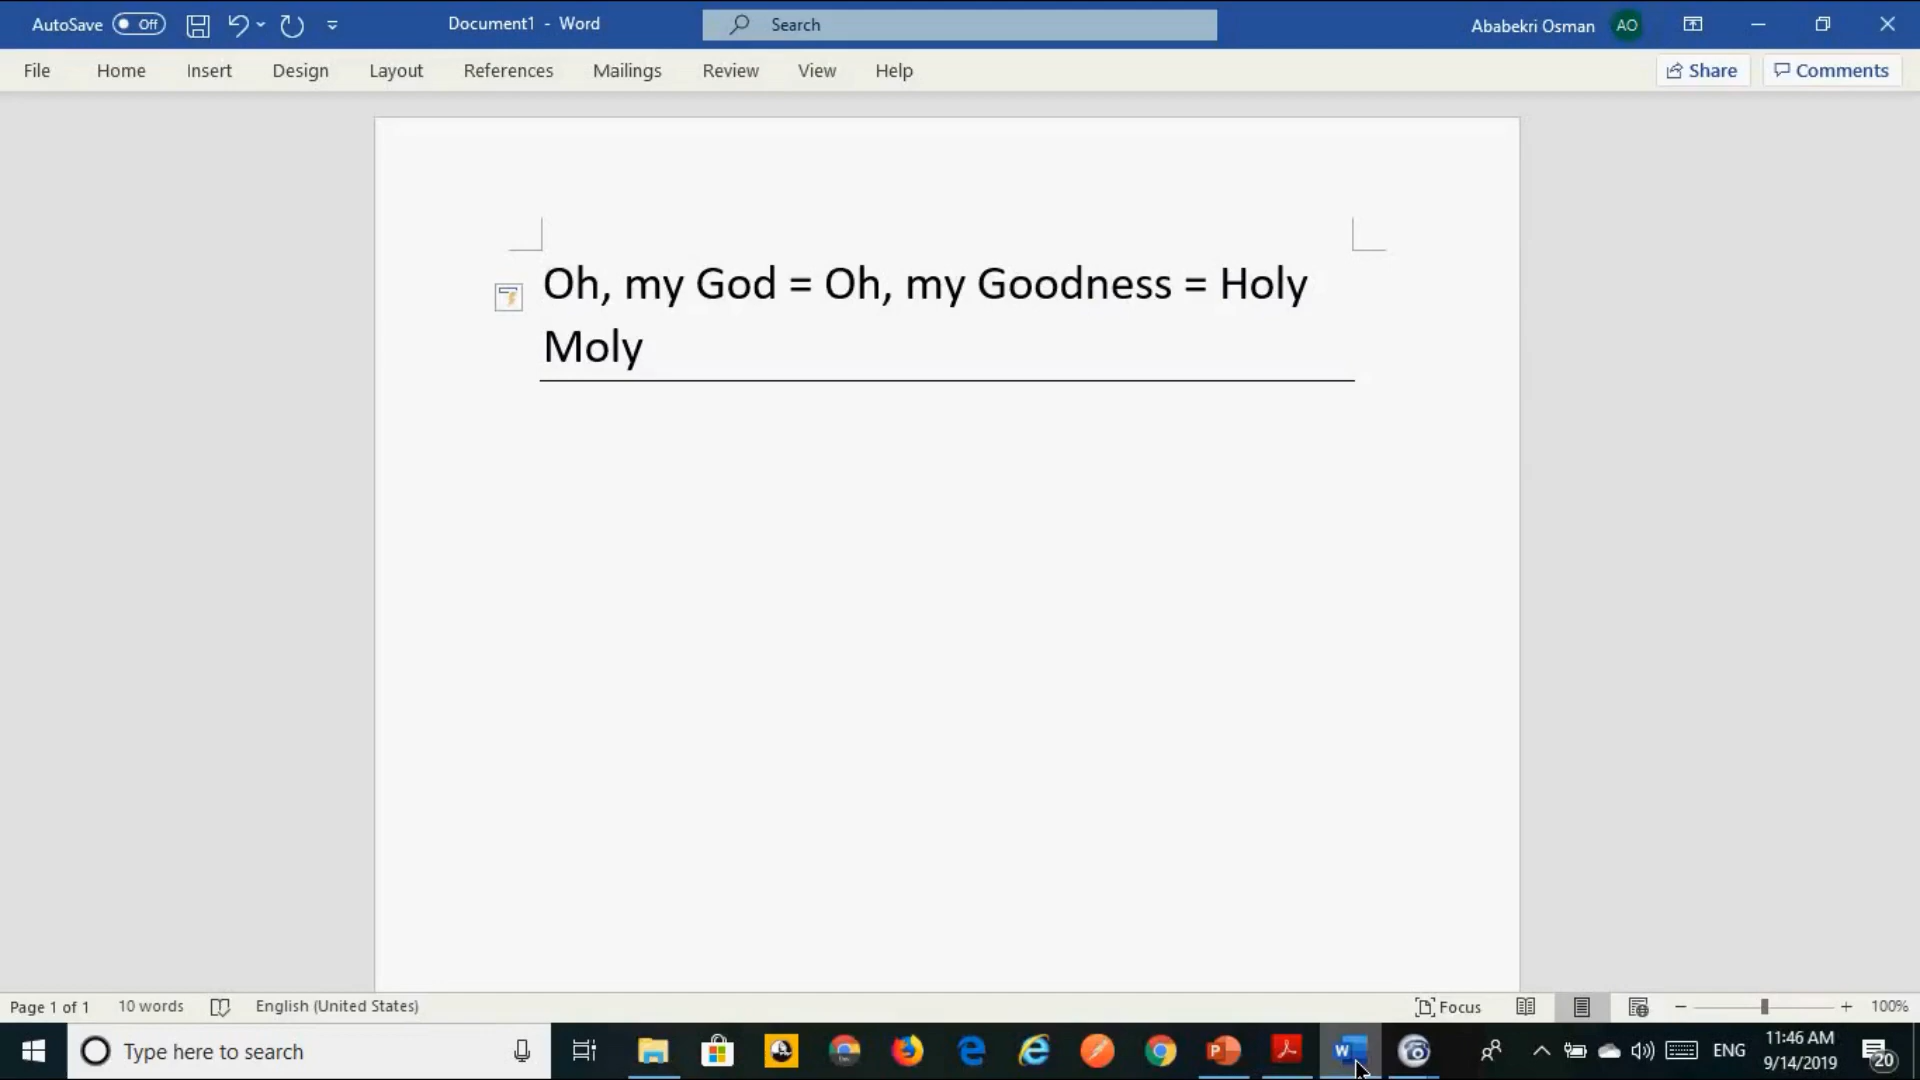 AutoSave Off Document1 - Word Search Ababekri Osman AO
File Home Insert Design Layout References Mailings Review View Help Share Comments
Oh, my God = Oh, my Goodness = Holy
Moly
Page 1 of 1 10 words English (United States) Focus 100%
Type here to search ENG 11:46 AM
9/14/2019 20